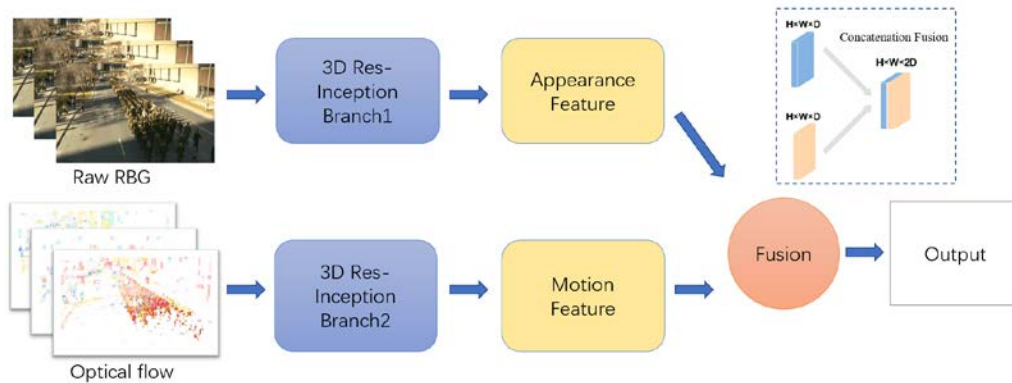 Raw RBG
3D Res-
Inception
Branch1
Appearance
Feature
H×W×D
Concatenation Fusion
H×W×2D
H×W×D
Optical flow
3D Res-
Inception
Branch2
Motion
Feature
Fusion
Output